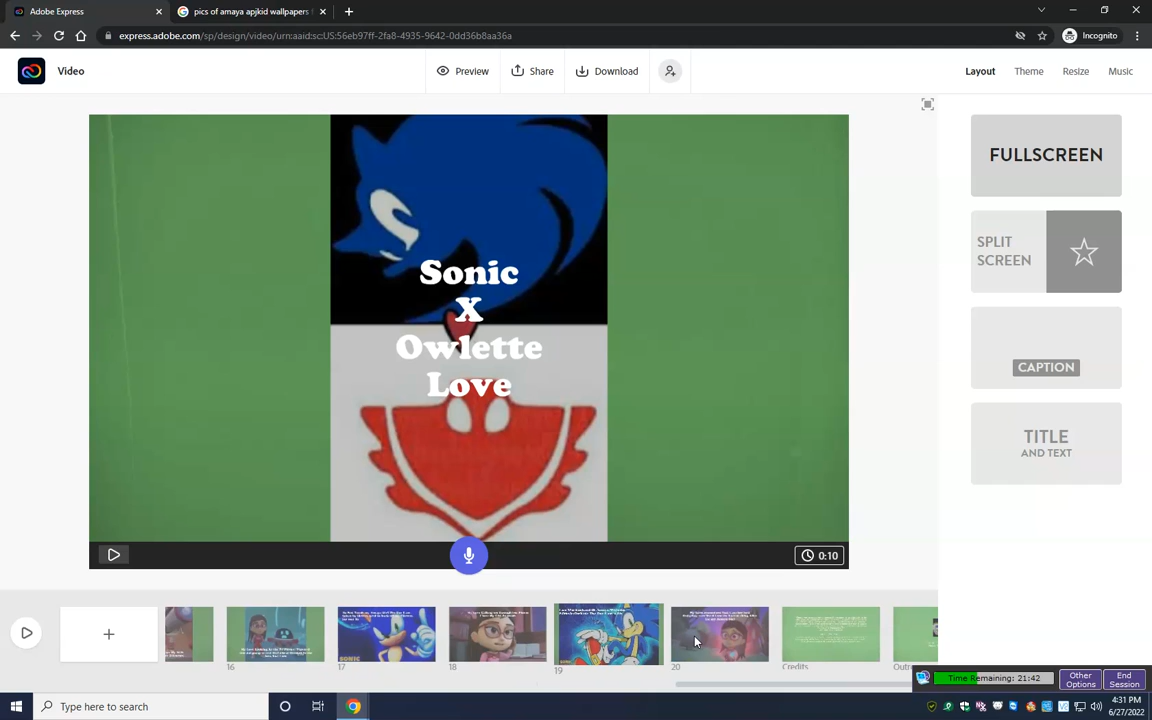 Adobe Express
pics of amaya apjkid wallpapers f
express.adobe.com/sp/design/video/urn:aaid:sc:US:56eb97ff-2fa8-4935-9642-0dd36b8aa36a
Incognito
Video
Preview
Share
Download
Layout
Theme
Resize
Music
FULLSCREEN
SPLIT
SCREEN
CAPTION
TITLE
AND TEXT
Sonic
X
Owlette
Love
0:10
SONIC
16
17
18
19
20
Credits
Outro
Time Remaining: 21:42
Other
Options
End
Session
Type here to search
4:31 PM
6/27/2022